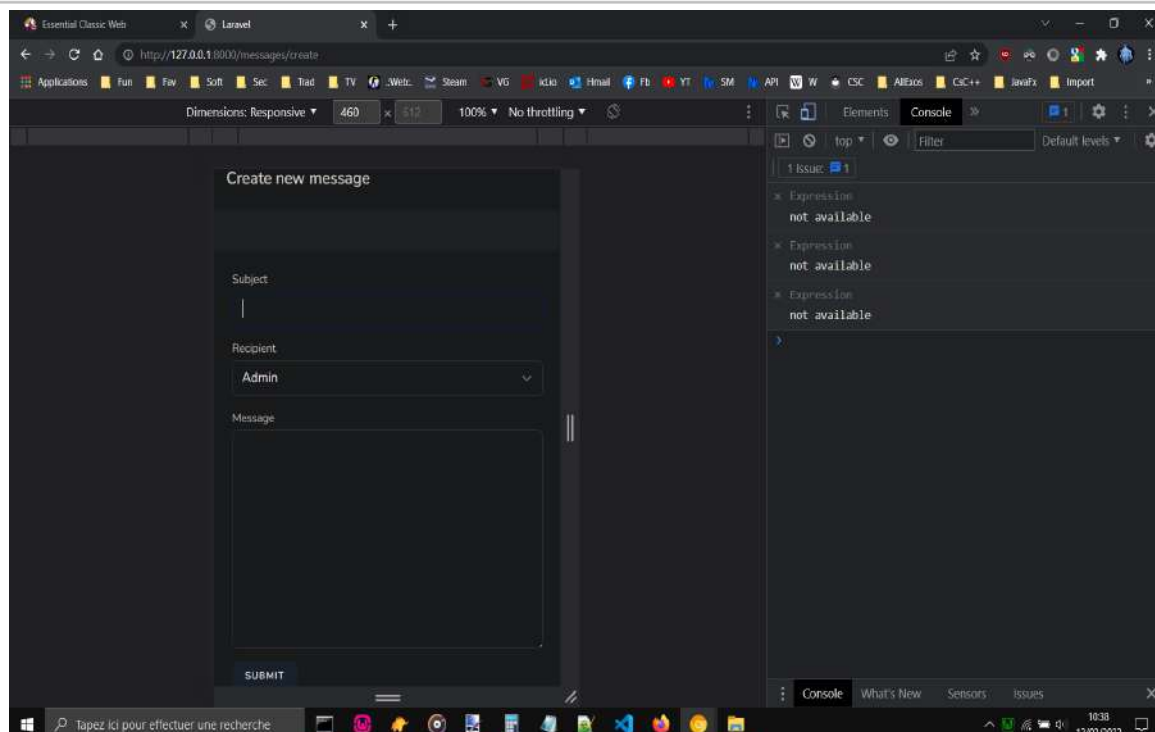 Essential Classic Web
Laravel
http://127.0.0.1:8000/messages/create
Applications Fun Fav Soft Sec Trad TV .Web:. Steam VG Hmail Fb YT SM API W CSC AllExos CsC++ JavaFx Import
Dimensions: Responsive 460 × 612 100% No throttling
Elements Console
top Filter Default levels
1 Issue: 1
Create new message
Expression
not available
Expression
not available
Expression
not available
Subject
Recipient
Admin
Message
SUBMIT
Console What's New Sensors Issues
Tapez ici pour effectuer une recherche
10:38